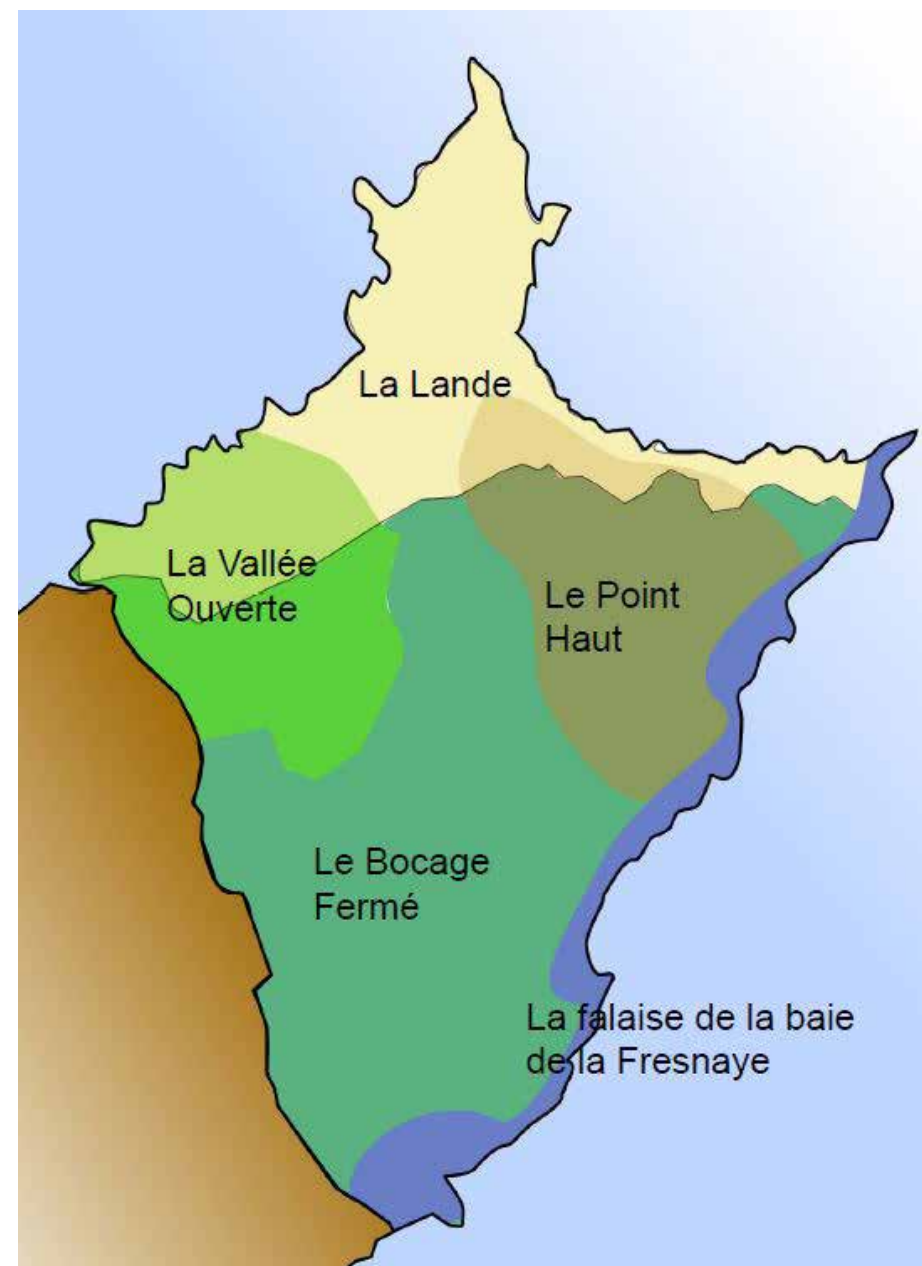 La Lande
La Vallée
Ouverte
Le Point
Haut
Le Bocage
Fermé
La falaise de la baie
de la Fresnaye